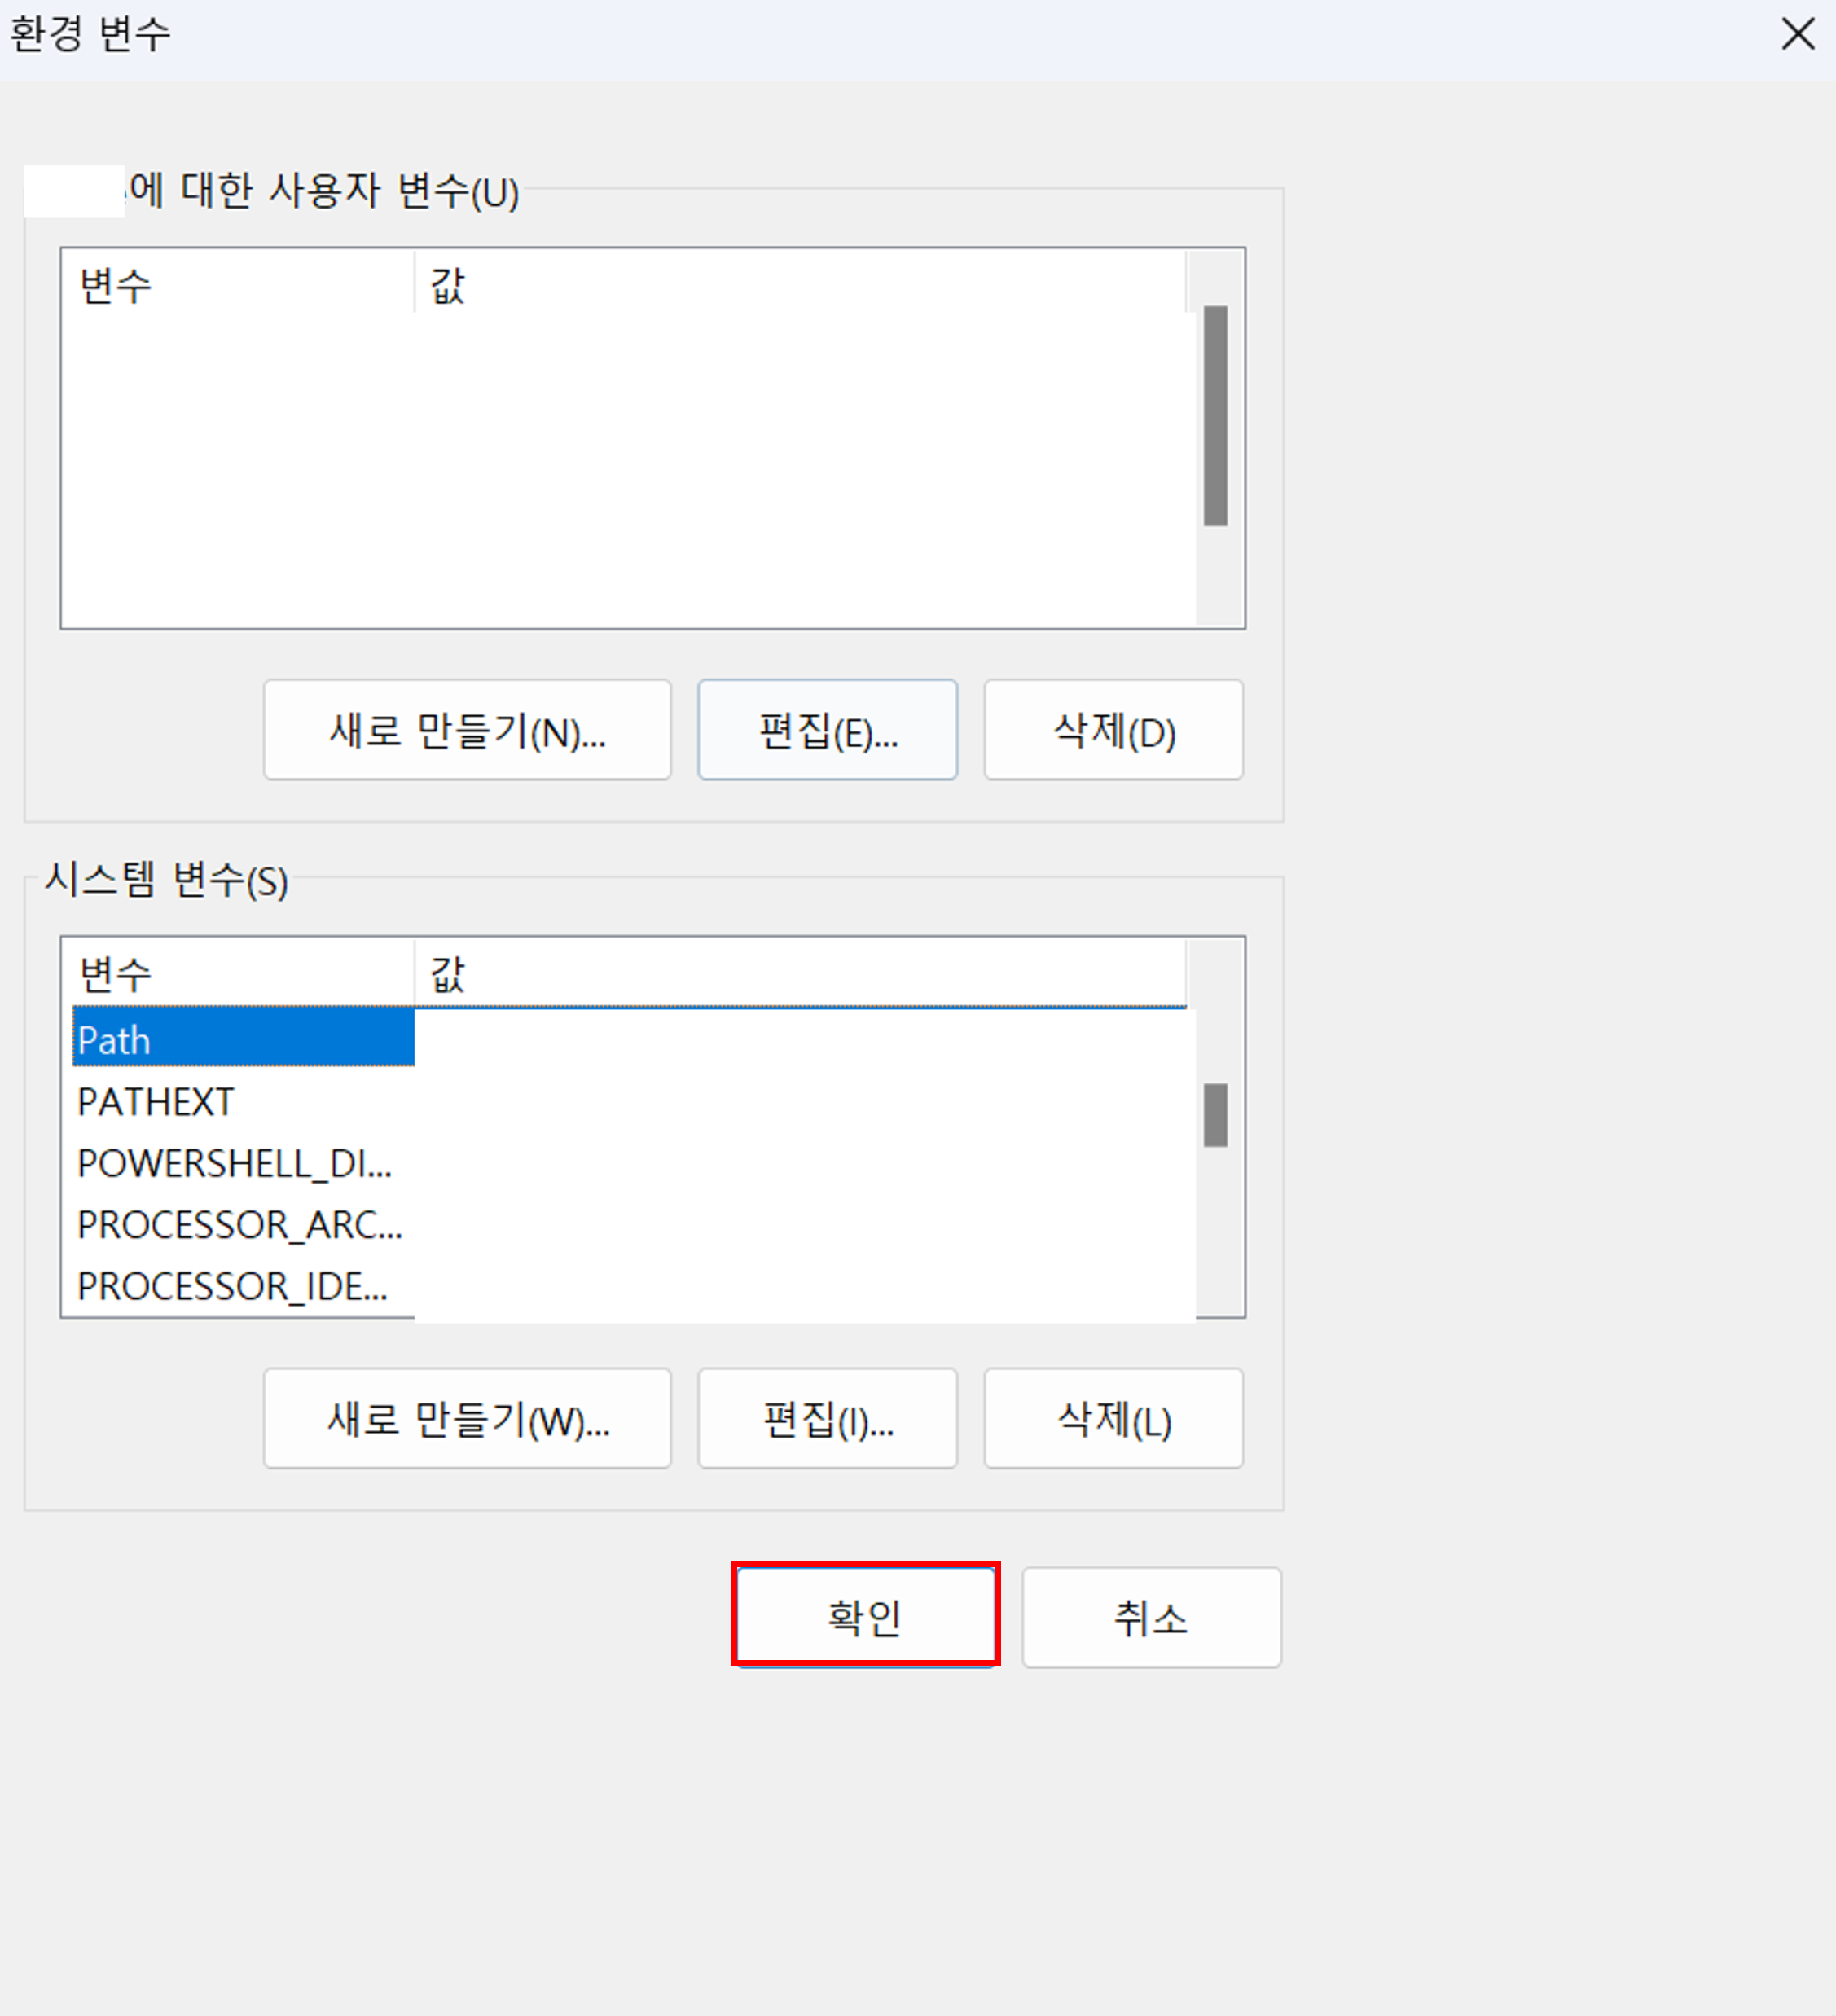 환경 변수
에 대한 사용자 변수(U)
변수 값
새로 만들기(N)... 편집(E)... 삭제(D)
시스템 변수(S)
변수 값
Path
PATHEXT
POWERSHELL_DI...
PROCESSOR_ARC...
PROCESSOR_IDE...
새로 만들기(W)... 편집(I)... 삭제(L)
확인 취소